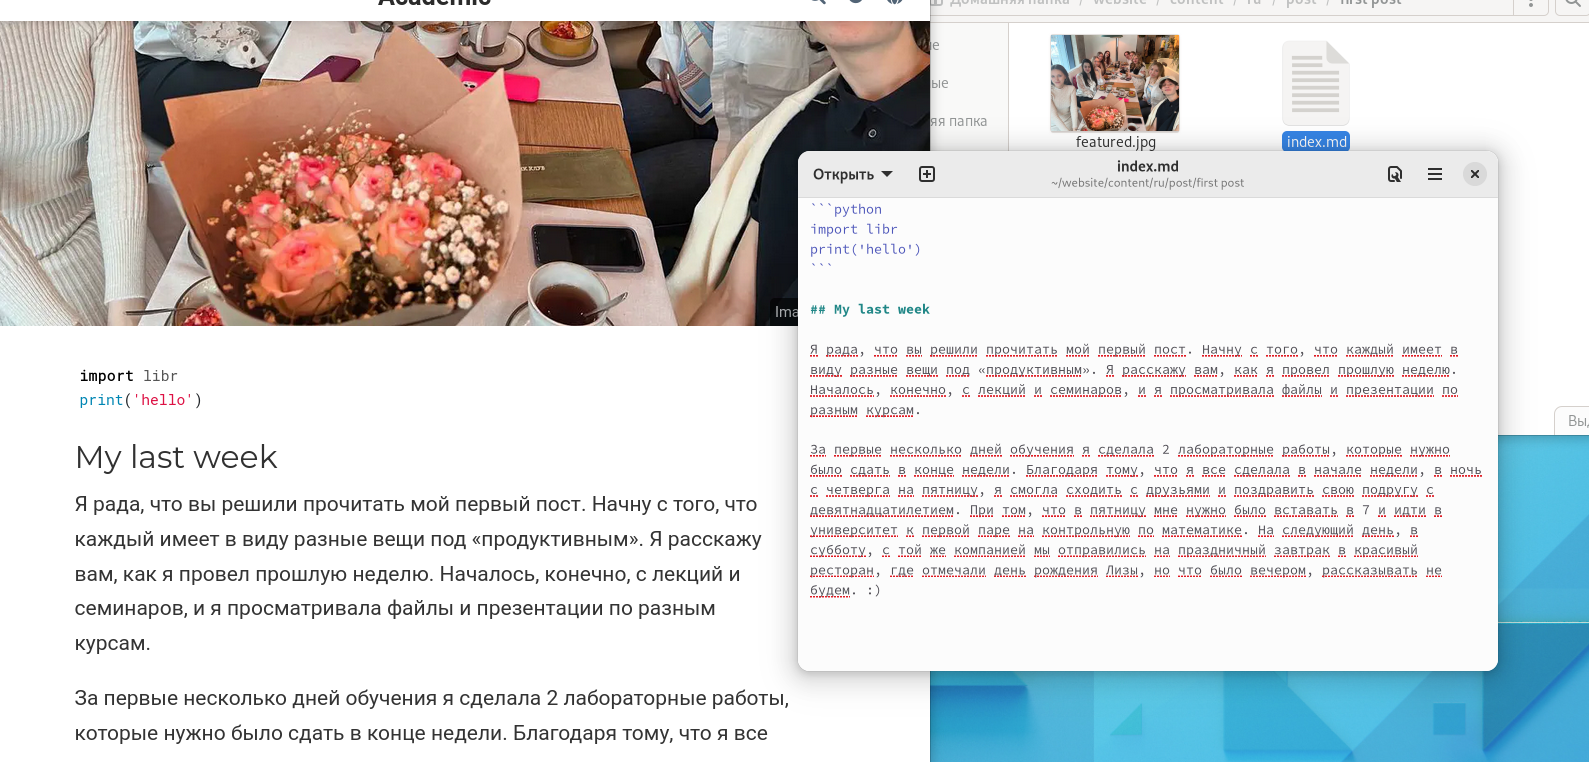 Academic
Домашняя папка / website / content / ru / post / first post
ые
яя папка
featured.jpg
index.md
Открыть
index.md
~/website/content/ru/post/first post
```python
import libr
print('hello')
```
## My last week
Я рада, что вы решили прочитать мой первый пост. Начну с того, что каждый имеет в
виду разные вещи под «продуктивным». Я расскажу вам, как я провел прошлую неделю.
Началось, конечно, с лекций и семинаров, и я просматривала файлы и презентации по
разным курсам.
За первые несколько дней обучения я сделала 2 лабораторные работы, которые нужно
было сдать в конце недели. Благодаря тому, что я все сделала в начале недели, в ночь
с четверга на пятницу, я смогла сходить с друзьями и поздравить свою подругу с
девятнадцатилетием. При том, что в пятницу мне нужно было вставать в 7 и идти в
университет к первой паре на контрольную по математике. На следующий день, в
субботу, с той же компанией мы отправились на праздничный завтрак в красивый
ресторан, где отмечали день рождения Лизы, но что было вечером, рассказывать не
будем. :)
Ima
import libr
print('hello')
My last week
Я рада, что вы решили прочитать мой первый пост. Начну с того, что
каждый имеет в виду разные вещи под «продуктивным». Я расскажу
вам, как я провел прошлую неделю. Началось, конечно, с лекций и
семинаров, и я просматривала файлы и презентации по разным
курсам.
За первые несколько дней обучения я сделала 2 лабораторные работы,
которые нужно было сдать в конце недели. Благодаря тому, что я все
Вы